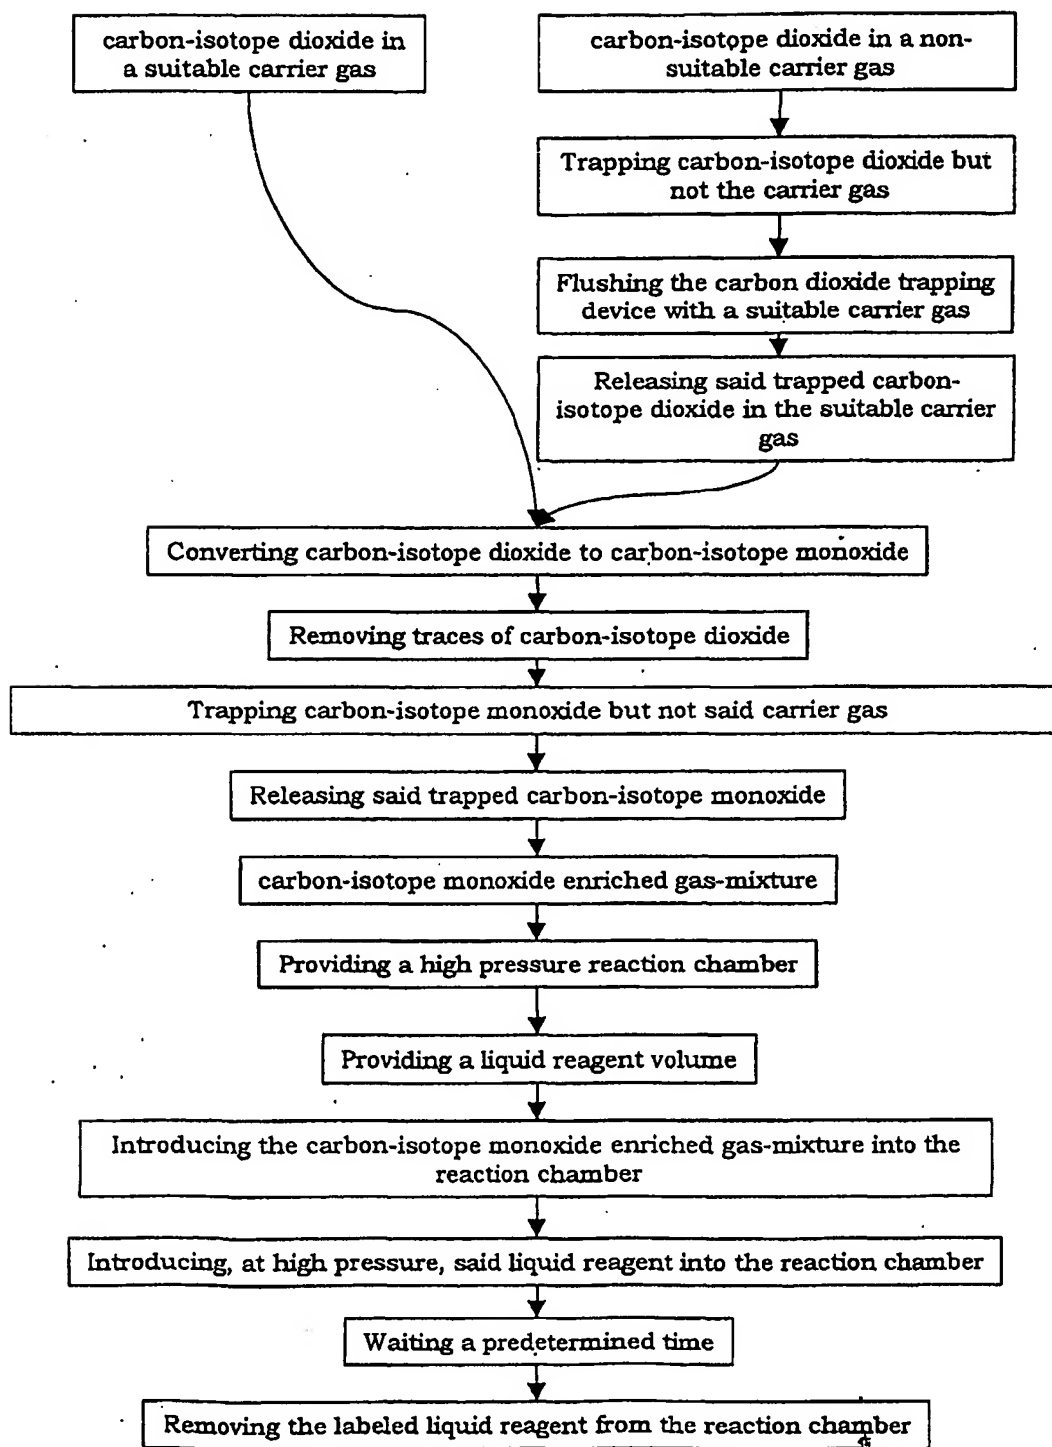 carbon-isotope dioxide in
a suitable carrier gas
carbon-isotope dioxide in a non-
suitable carrier gas
Trapping carbon-isotope dioxide but
not the carrier gas
Flushing the carbon dioxide trapping
device with a suitable carrier gas
Releasing said trapped carbon-
isotope dioxide in the suitable carrier
gas
Converting carbon-isotope dioxide to carbon-isotope monoxide
Removing traces of carbon-isotope dioxide
Trapping carbon-isotope monoxide but not said carrier gas
Releasing said trapped carbon-isotope monoxide
carbon-isotope monoxide enriched gas-mixture
Providing a high pressure reaction chamber
Providing a liquid reagent volume
Introducing the carbon-isotope monoxide enriched gas-mixture into the
reaction chamber
Introducing, at high pressure, said liquid reagent into the reaction chamber
Waiting a predetermined time
Removing the labeled liquid reagent from the reaction chamber